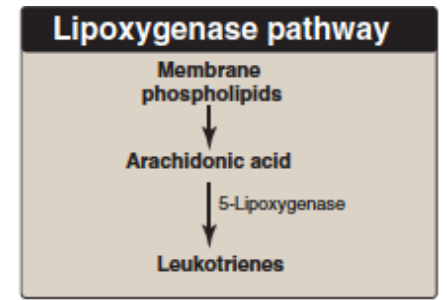 Lipoxygenase pathway
Membrane
phospholipids
Arachidonic acid
5-Lipoxygenase
Leukotrienes